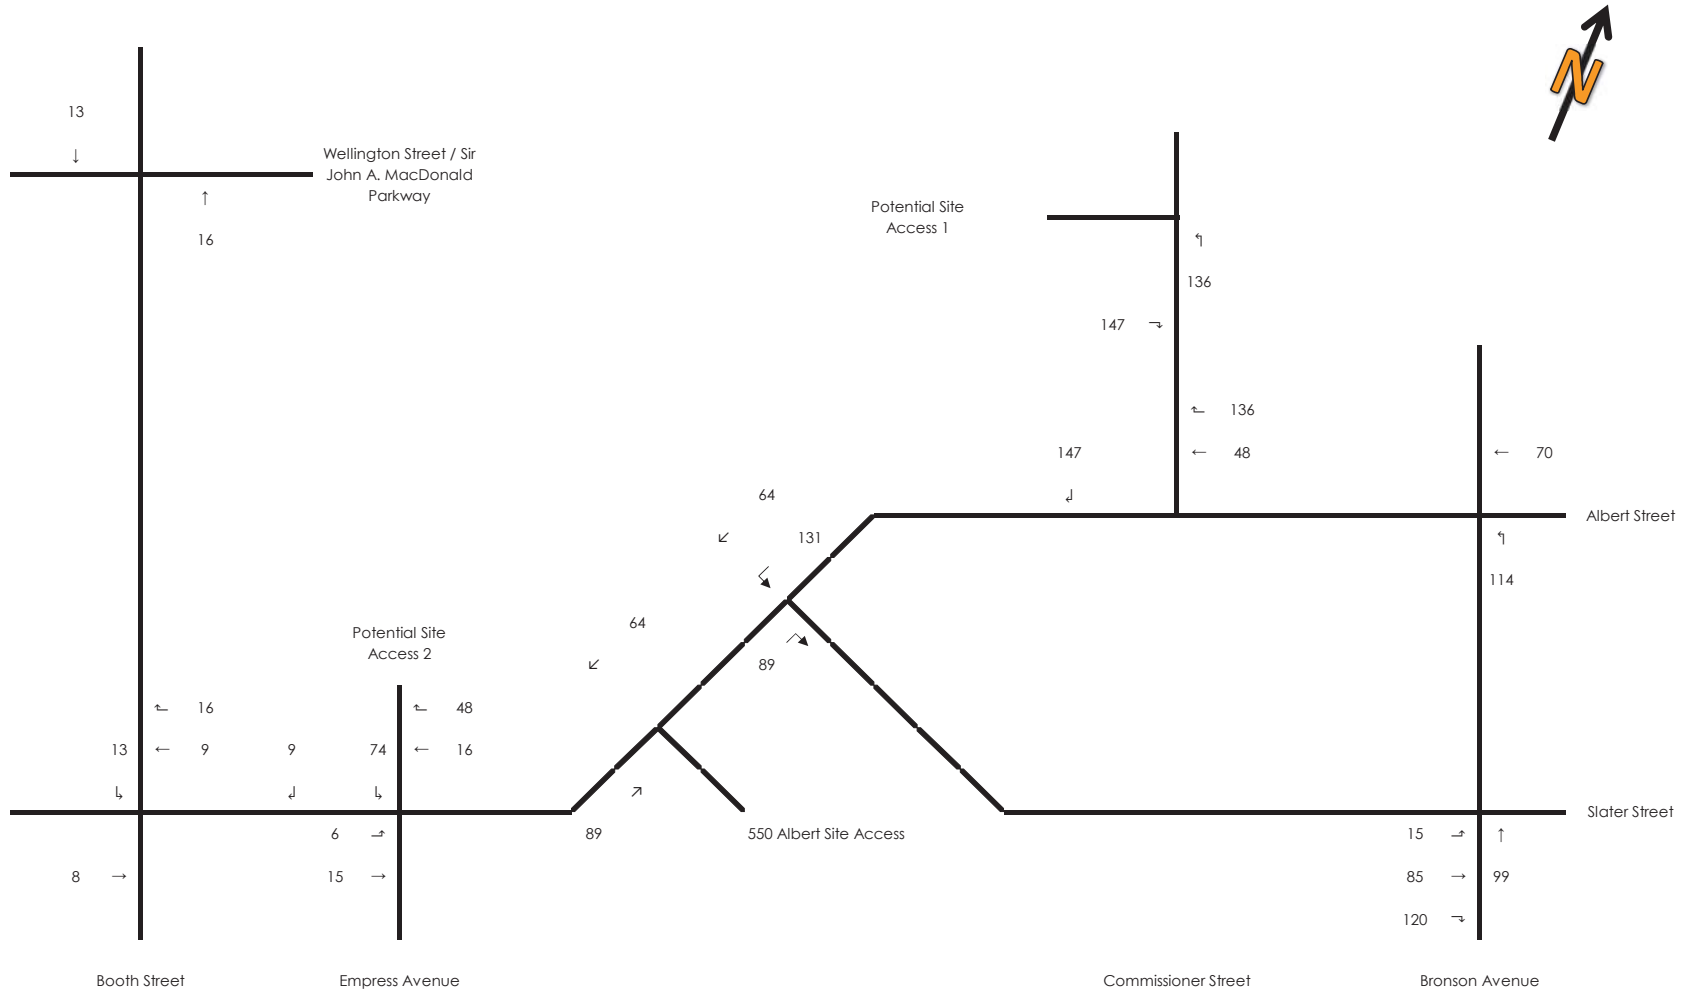 N
13
↓
Wellington Street / Sir
John A. MacDonald
Parkway
↑
16
Potential Site
Access 1
↰
136
147 ⤵
136
147
← 48
← 70
64
Albert Street
131
114
64
Potential Site
Access 2
89
16
48
13
← 9
9
74
← 16
6
89
550 Albert Site Access
Slater Street
15
↑
8 →
15 →
85 →
99
120
Booth Street
Empress Avenue
Commissioner Street
Bronson Avenue